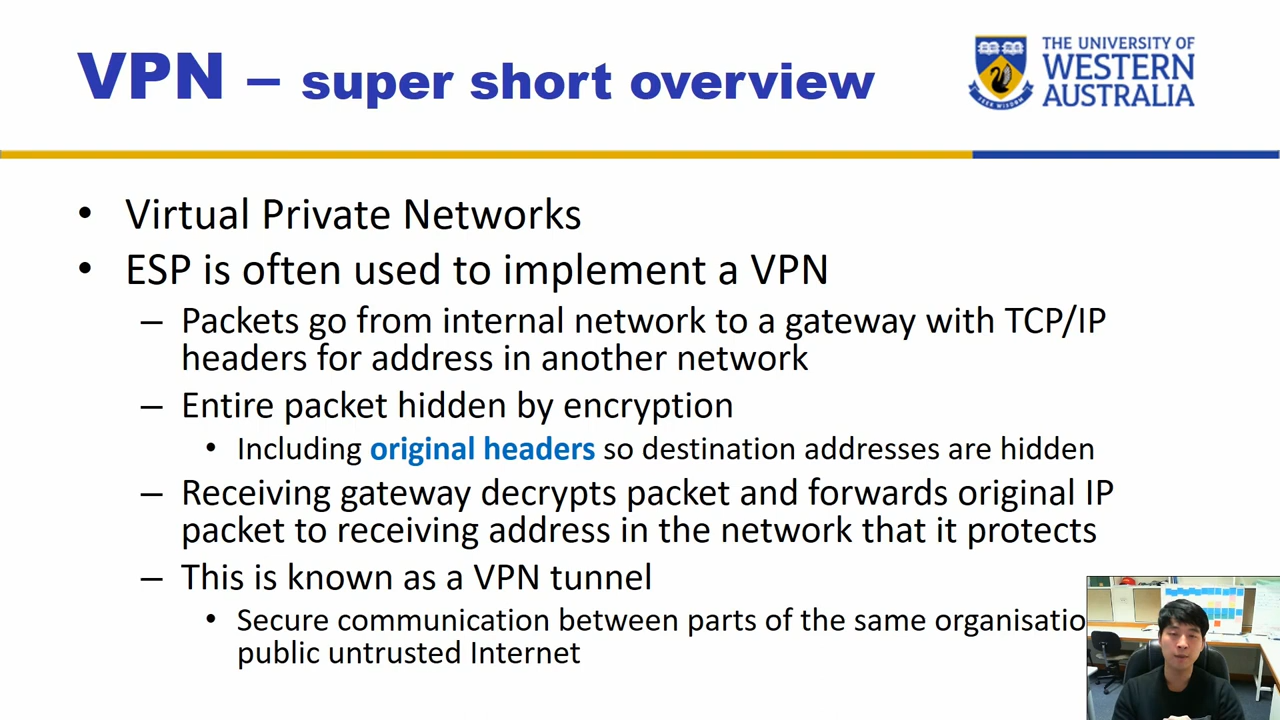 VPN – super short overview
THE UNIVERSITY OF
WESTERN
AUSTRALIA
SEEK WISDOM
• Virtual Private Networks
• ESP is often used to implement a VPN
– Packets go from internal network to a gateway with TCP/IP
headers for address in another network
– Entire packet hidden by encryption
• Including original headers so destination addresses are hidden
– Receiving gateway decrypts packet and forwards original IP
packet to receiving address in the network that it protects
– This is known as a VPN tunnel
• Secure communication between parts of the same organisatio
public untrusted Internet